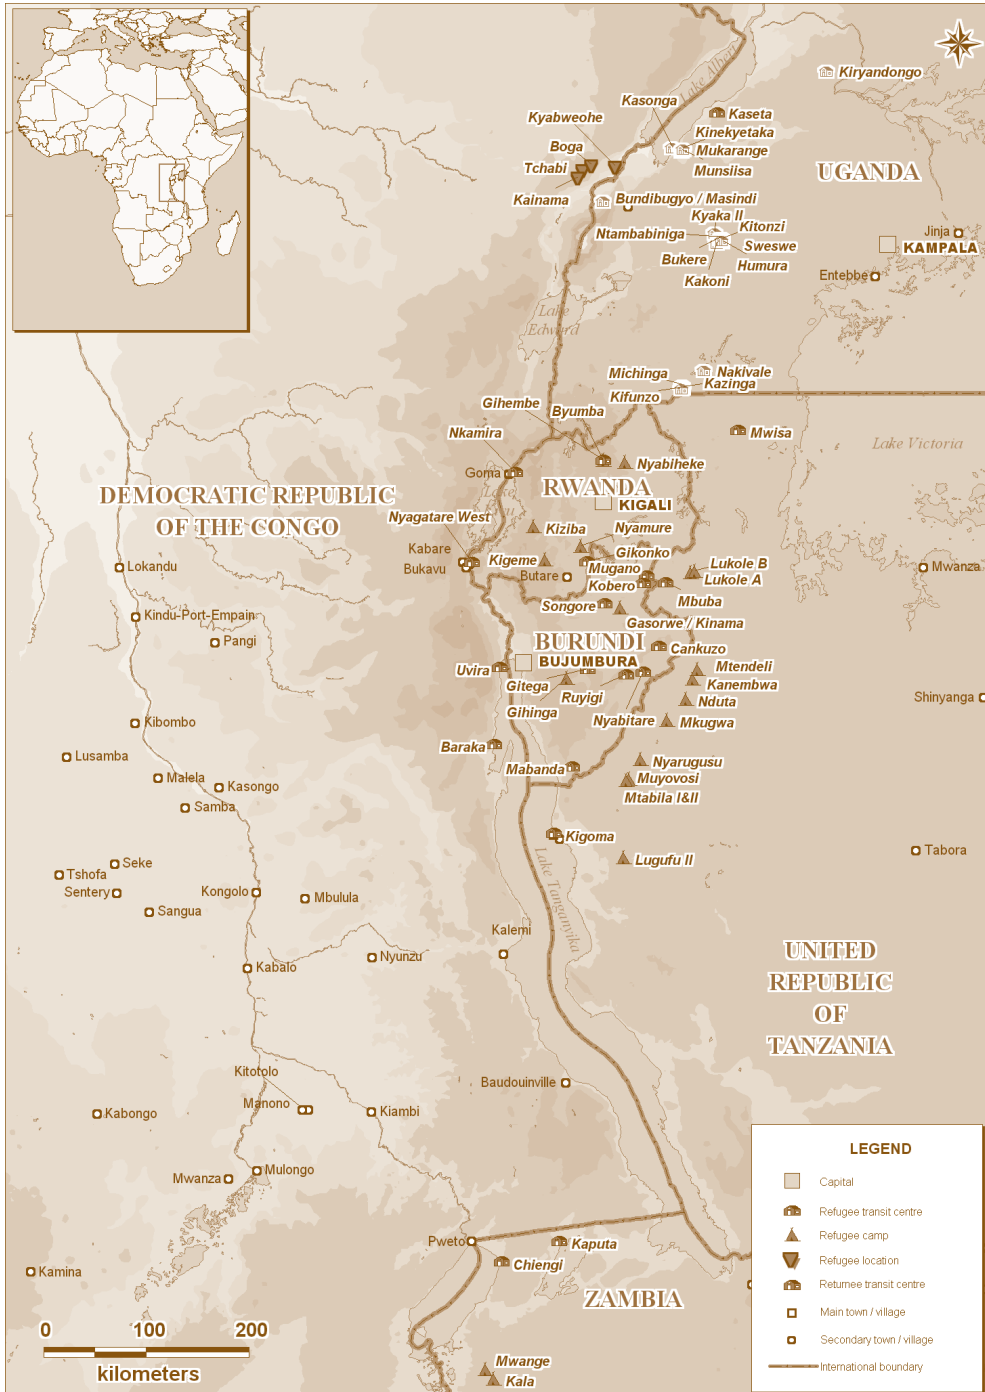 Lake Albert
Kiryandongo
Kasonga
Kaseta
Kyabweohe
Kinekyetaka
Boga
Mukarange
Tchabi
Munsiisa
UGANDA
Kainama
Bundibugyo / Masindi
Kyaka II
Ntambabiniga
Kitonzi
Jinja
Sweswe
KAMPALA
Bukere
Humura
Kakoni
Entebbe
Lake
Edward
Michinga
Nakivale
Kazinga
Kifunzo
Gihembe
Byumba
Nkamira
Mwisa
Lake Victoria
Goma
Nyabiheke
DEMOCRATIC REPUBLIC
OF THE CONGO
RWANDA
Lake
KIGALI
Nyagatare West
Kiziba
Nyamure
Kabare
Gikonko
Bukavu
Kigeme
Mugano
Lukole B
Lokandu
Butare
Kobero
Lukole A
Mwanza
Songore
Mbuba
Kindu-Port-Empain
Gasorwe / Kinama
Pangi
BURUNDI
Cankuzo
BUJUMBURA
Uvira
Mtendeli
Gitega
Kanembwa
Ruyigi
Nduta
Shinyanga
Gihinga
Nyabitare
Mkugwa
Kibombo
Baraka
Lusamba
Mabanda
Nyarugusu
Malela
Muyovosi
Kasongo
Mtabila I&II
Samba
Kigoma
Tabora
Lake Tanganyika
Lugufu II
Seke
Tshofa
Sentery
Kongolo
Mbulula
Sangua
Kalemi
UNITED
REPUBLIC
OF
TANZANIA
Nyunzu
Kabalo
Kitotolo
Baudouinville
Manono
Kabongo
Kiambi
Mulongo
Mwanza
Pweto
Kaputa
Chiengi
Kamina
ZAMBIA
Mwange
Kala
0 100 200
kilometers
LEGEND
Capital
Refugee transit centre
Refugee camp
Refugee location
Returnee transit centre
Main town / village
Secondary town / village
International boundary